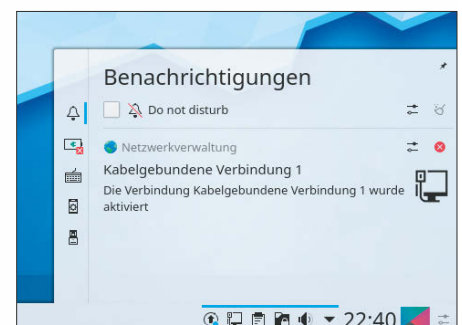 Benachrichtigungen
Do not disturb
Netzwerkverwaltung
Kabelgebundene Verbindung 1
Die Verbindung Kabelgebundene Verbindung 1 wurde
aktiviert
22:40